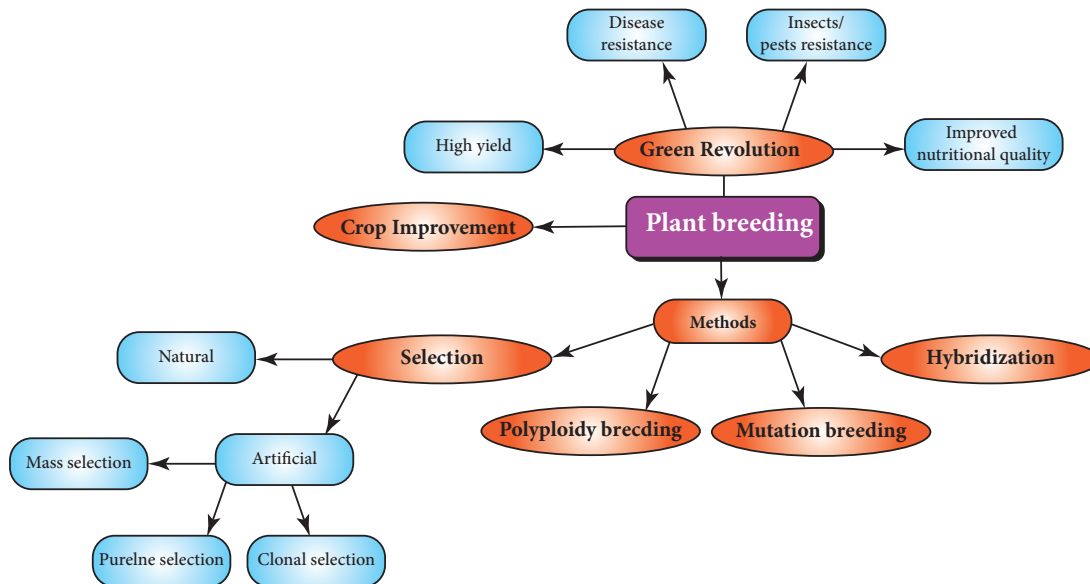 Disease
resistance
Insects/
pests resistance
High yield
Green Revolution
Improved
nutritional quality
Crop Improvement
Plant breeding
Methods
Natural
Selection
Hybridization
Polyploidy brecding
Mutation breeding
Mass selection
Artificial
Purelne selection
Clonal selection